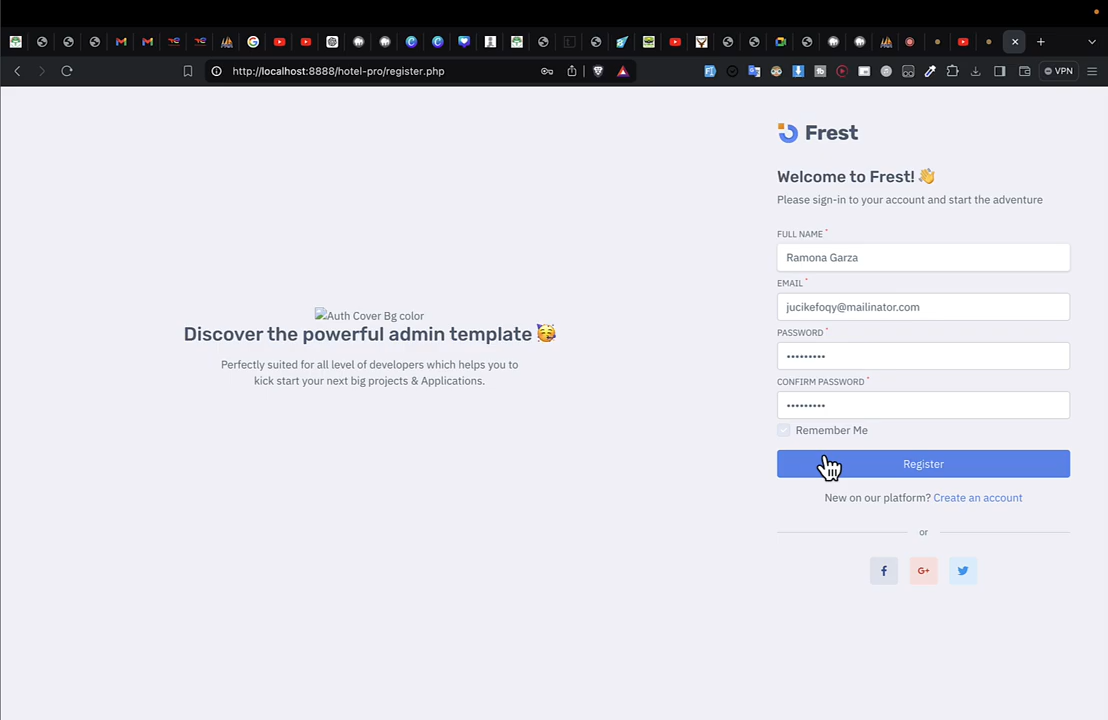 http://localhost:8888/hotel-pro/register.php
VPN
Frest
Welcome to Frest! 👋
Please sign-in to your account and start the adventure
FULL NAME *
Ramona Garza
EMAIL *
jucikefoqy@mailinator.com
PASSWORD *
•••••••••
CONFIRM PASSWORD *
•••••••••
Remember Me
Register
New on our platform? Create an account
or
f G+
Auth Cover Bg color
Discover the powerful admin template 🥳
Perfectly suited for all level of developers which helps you to
kick start your next big projects & Applications.